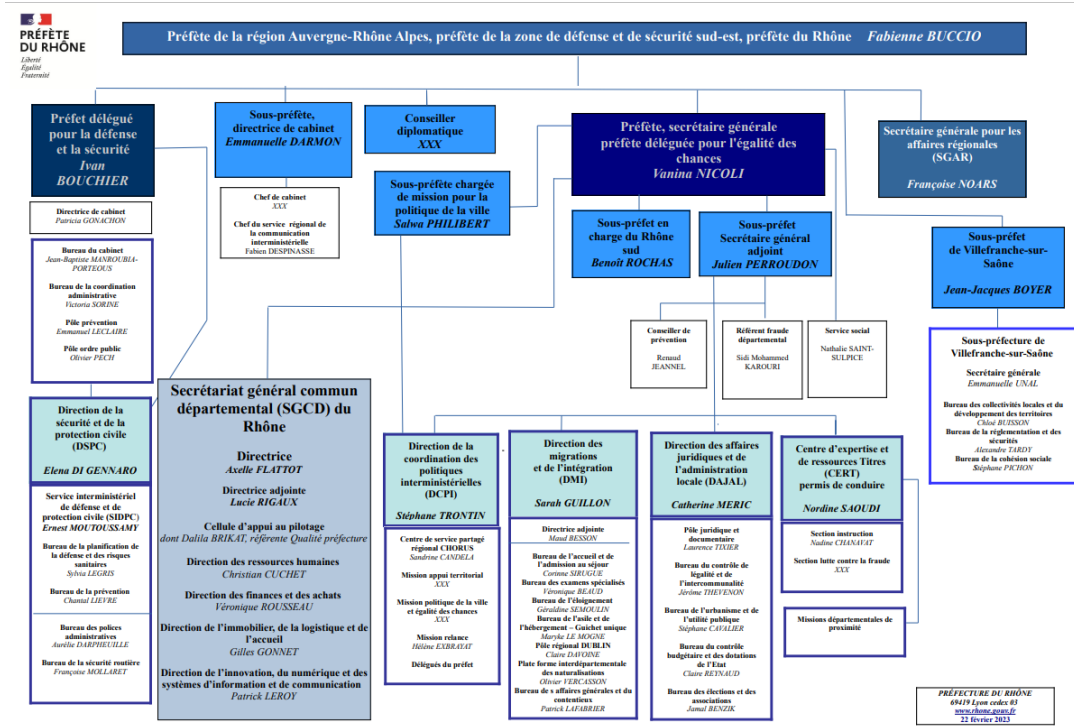 PRÉFÈTE
DU RHÔNE
Liberté
Égalité
Fraternité
Préfète de la région Auvergne-Rhône Alpes, préfète de la zone de défense et de sécurité sud-est, préfète du Rhône Fabienne BUCCIO
Préfet délégué
pour la défense
et la sécurité
Ivan
BOUCHIER
Sous-préfète,
directrice de cabinet
Emmanuelle DARMON
Conseiller
diplomatique
XXX
Préfète, secrétaire générale
préfète déléguée pour l'égalité des
chances
Vanina NICOLI
Secrétaire générale pour les
affaires régionales
(SGAR)
Françoise NOARS
Directrice de cabinet
Patricia GONACHON
Chef de cabinet
XXX
Chef du service régional de
la communication
interministérielle
Fabien DESPINASSE
Sous-préfète chargée
de mission pour la
politique de la ville
Salwa PHILIBERT
Sous-préfet en
charge du Rhône
sud
Benoît ROCHAS
Sous-préfet
Secrétaire général
adjoint
Julien PERROUDON
Sous-préfet
de Villefranche-sur-
Saône
Jean-Jacques BOYER
Bureau du cabinet
Jean-Baptiste MANROUBIA-
PORTEOUS
Bureau de la coordination
administrative
Victoria SORINE
Pôle prévention
Emmanuel LECLAIRE
Pôle ordre public
Olivier PECH
Conseiller de
prévention
Renaud
JEANNEL
Référent fraude
départemental
Sidi Mohammed
KAROURI
Service social
Nathalie SAINT-
SULPICE
Sous-préfecture de
Villefranche-sur-Saône
Secrétaire générale
Emmanuelle UNAL
Bureau des collectivités locales et du
développement des territoires
Chloé BUISSON
Bureau de la réglementation et des
sécurités
Alexandre TARDY
Bureau de la cohésion sociale
Stéphane PICHON
Direction de la
sécurité et de la
protection civile
(DSPC)
Elena DI GENNARO
Service interministériel
de défense et de
protection civile (SIDPC)
Ernest MOUTOUSSAMY
Bureau de la planification de
la défense et des risques
sanitaires
Sylvia LEGRIS
Bureau de la prévention
Chantal LIEVRE
Bureau des polices
administratives
Aurélie DARPHEUILLE
Bureau de la sécurité routière
Françoise MOLLARET
Secrétariat général commun
départemental (SGCD) du
Rhône
Directrice
Axelle FLATTOT
Directrice adjointe
Lucie RIGAUX
Cellule d'appui au pilotage
dont Dalila BRIKAT, référente Qualité préfecture
Direction des ressources humaines
Christian CUCHET
Direction des finances et des achats
Véronique ROUSSEAU
Direction de l'immobilier, de la logistique et de
l'accueil
Gilles GONNET
Direction de l'innovation, du numérique et des
systèmes d'information et de communication
Patrick LEROY
Direction de la
coordination des
politiques
interministérielles
(DCPI)
Stéphane TRONTIN
Centre de service partagé
régional CHORUS
Sandrine CANDELA
Mission appui territorial
XXX
Mission politique de la ville
et égalité des chances
XXX
Mission relance
Hélène EXBRAYAT
Délégués du préfet
Direction des
migrations
et de l'intégration
(DMI)
Sarah GUILLON
Directrice adjointe
Maud BESSON
Bureau de l'accueil et de
l'admission au séjour
Corinne SIRUGUE
Bureau des examens spécialisés
Véronique BEAUD
Bureau de l'éloignement
Géraldine SEMOULIN
Bureau de l'asile et de
l'hébergement – Guichet unique
Maryke LE MOGNE
Pôle régional DUBLIN
Claire DAVOINE
Plate forme interdépartementale
des naturalisations
Olivier VERCASSON
Bureau de s affaires générales et du
contentieux
Patrick LAFABRIER
Direction des affaires
juridiques et de
l'administration
locale (DAJAL)
Catherine MERIC
Pôle juridique et
documentaire
Laurence TIXIER
Bureau du contrôle de
légalité et de
l'intercommunalité
Jérôme THEVENON
Bureau de l'urbanisme et de
l'utilité publique
Stéphane CAVALIER
Bureau du contrôle
budgétaire et des dotations
de l'Etat
Claire REYNAUD
Bureau des élections et des
associations
Jamal BENZIK
Centre d'expertise et
de ressources Titres
(CERT)
permis de conduire
Nordine SAOUDI
Section instruction
Nadine CHANAVAT
Section lutte contre la fraude
XXX
Missions départementales de
proximité
PRÉFECTURE DU RHÔNE
69419 Lyon cedex 03
www.rhone.gouv.fr
22 février 2023